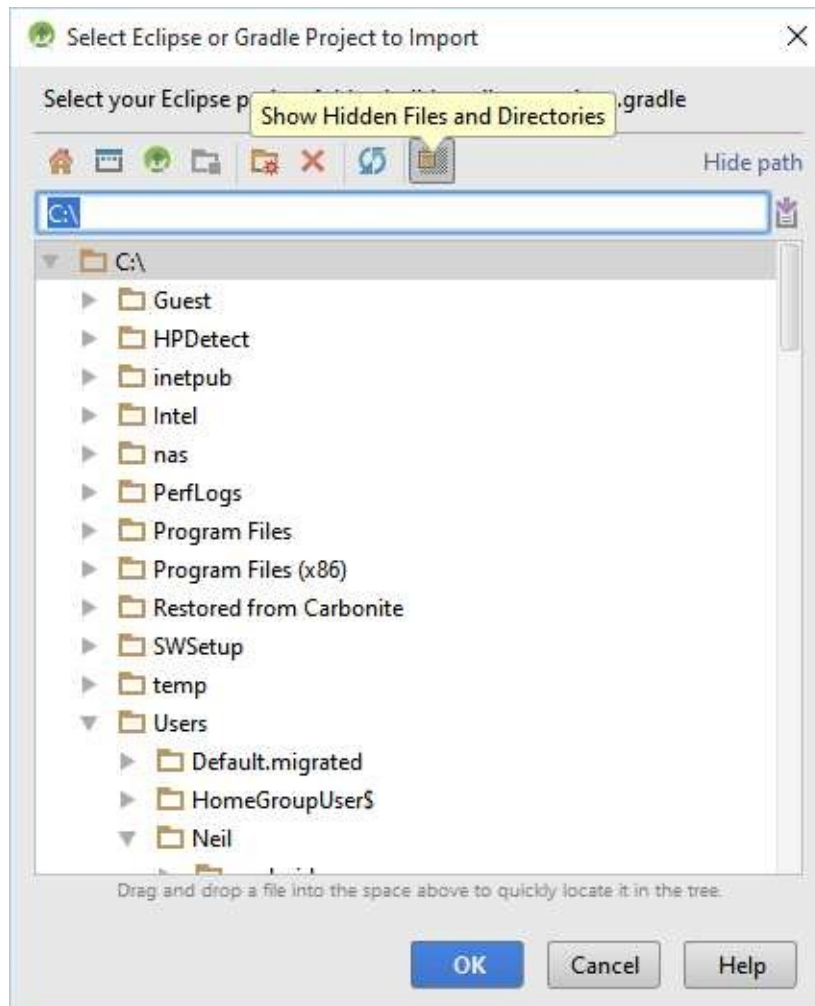 Select Eclipse or Gradle Project to Import
Select your Eclipse p .gradle
Show Hidden Files and Directories
Hide path
C:\
C:\
Guest
HPDetect
inetpub
Intel
nas
PerfLogs
Program Files
Program Files (x86)
Restored from Carbonite
SWSetup
temp
Users
Default.migrated
HomeGroupUser$
Neil
Drag and drop a file into the space above to quickly locate it in the tree.
OK Cancel Help